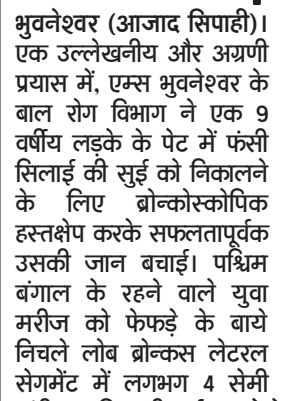 भुवनेश्वर (आजाद सिपाही)।
एक उल्लेखनीय और अग्रणी
प्रयास में, एम्स भुवनेश्वर के
बाल रोग विभाग ने एक 9
वर्षीय लड़के के पेट में फंसी
सिलाई की सुई को निकालने
के लिए ब्रोन्कोस्कोपिक
हस्तक्षेप करके सफलतापूर्वक
उसकी जान बचाई। पश्चिम
बंगाल के रहने वाले युवा
मरीज को फेफड़े के बाये
निचले लोब ब्रोन्कस लेटरल
सेगमेंट में लगभग 4 सेमी